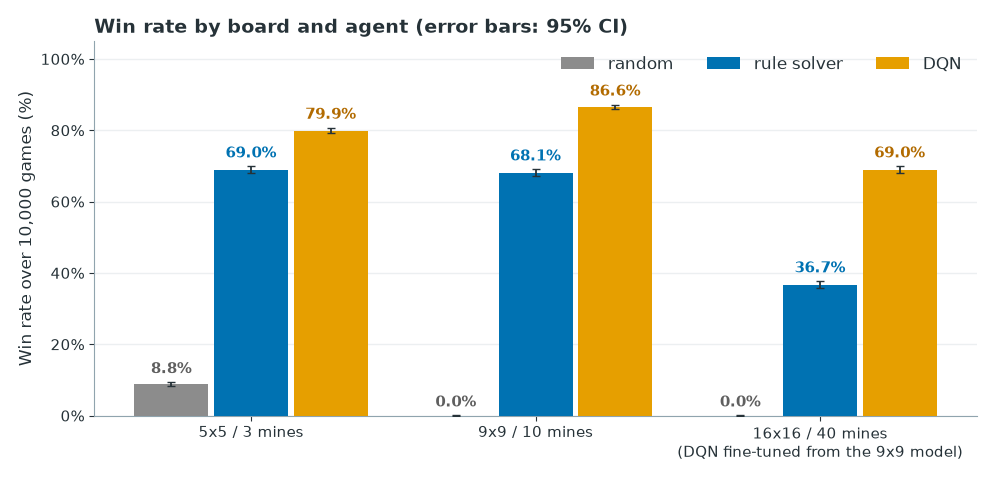 Win rate by board and agent (error bars: 95% CI)
Win rate over 10,000 games (%)
100%
80%
60%
40%
20%
0%
random
rule solver
DQN
8.8%
69.0%
79.9%
0.0%
68.1%
86.6%
0.0%
36.7%
69.0%
5x5 / 3 mines
9x9 / 10 mines
16x16 / 40 mines
(DQN fine-tuned from the 9x9 model)